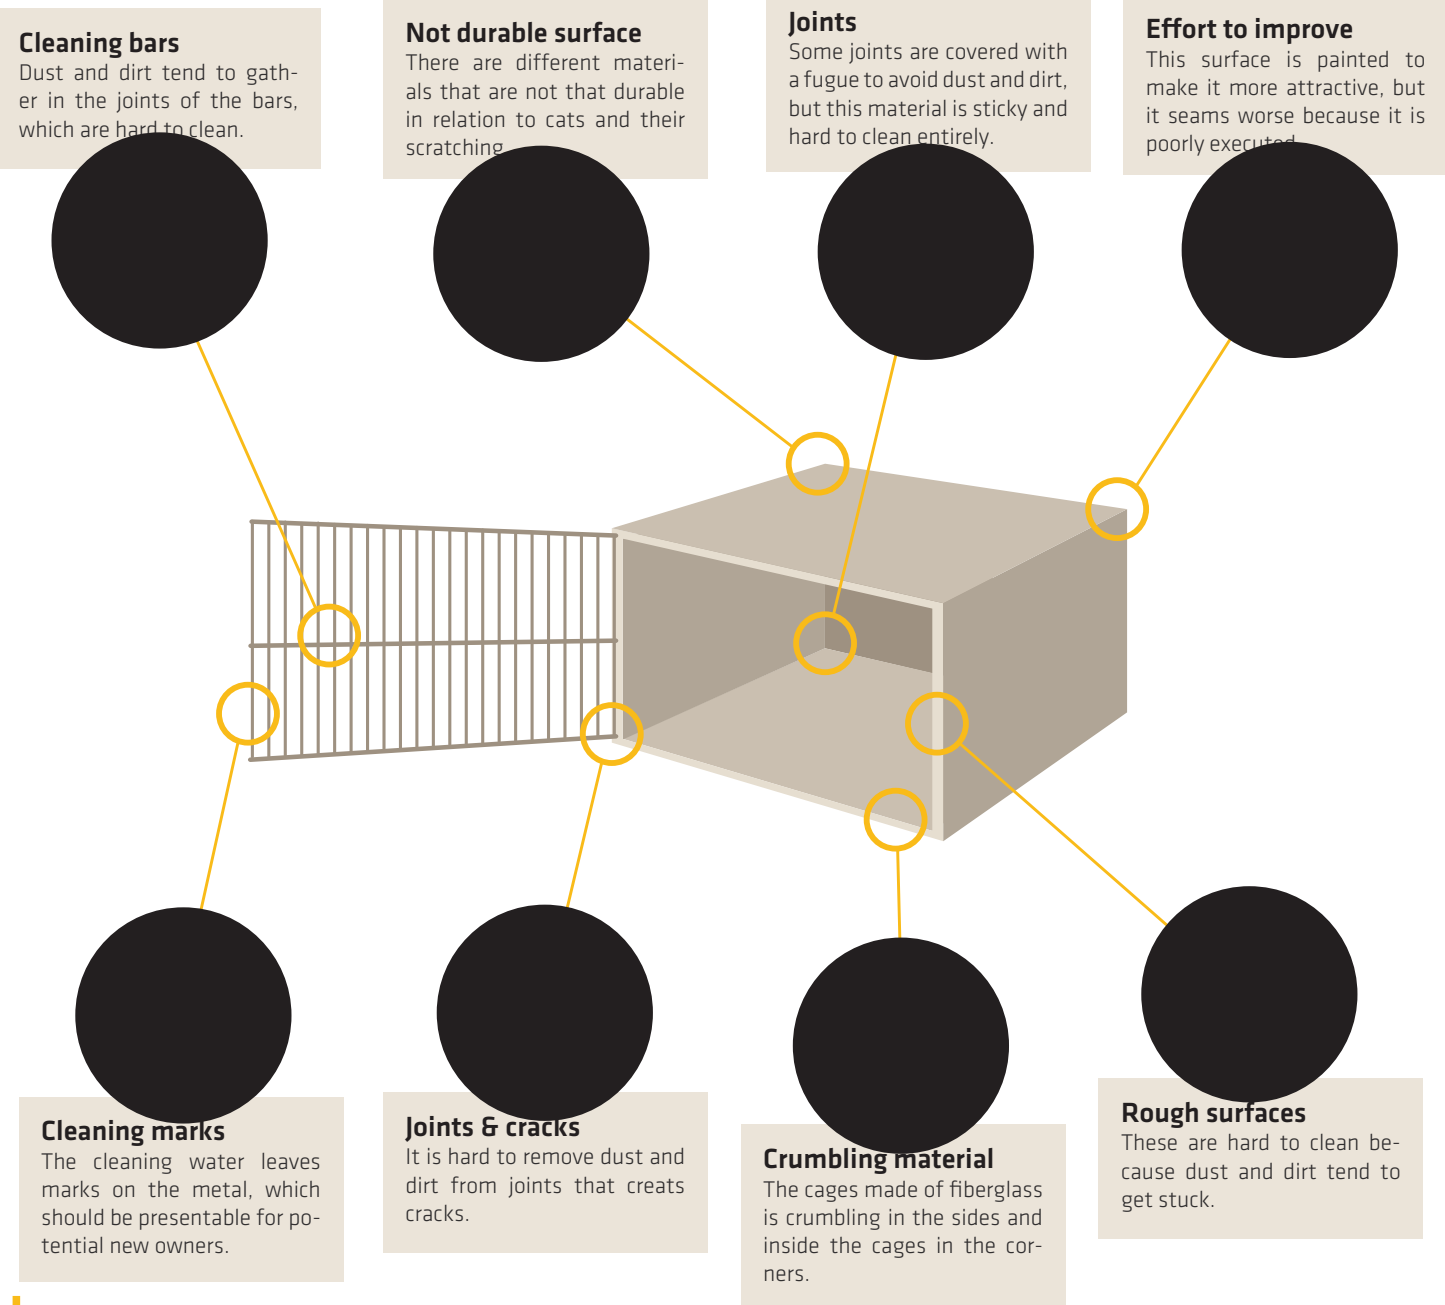 Cleaning bars
Dust and dirt tend to gath-
er in the joints of the bars,
which are hard to clean.
Not durable surface
There are different materi-
als that are not that durable
in relation to cats and their
scratching
Joints
Some joints are covered with
a fugue to avoid dust and dirt,
but this material is sticky and
hard to clean entirely.
Effort to improve
This surface is painted to
make it more attractive, but
it seams worse because it is
poorly executed
Cleaning marks
The cleaning water leaves
marks on the metal, which
should be presentable for po-
tential new owners.
Joints & cracks
It is hard to remove dust and
dirt from joints that creats
cracks.
Crumbling material
The cages made of fiberglass
is crumbling in the sides and
inside the cages in the cor-
ners.
Rough surfaces
These are hard to clean be-
cause dust and dirt tend to
get stuck.